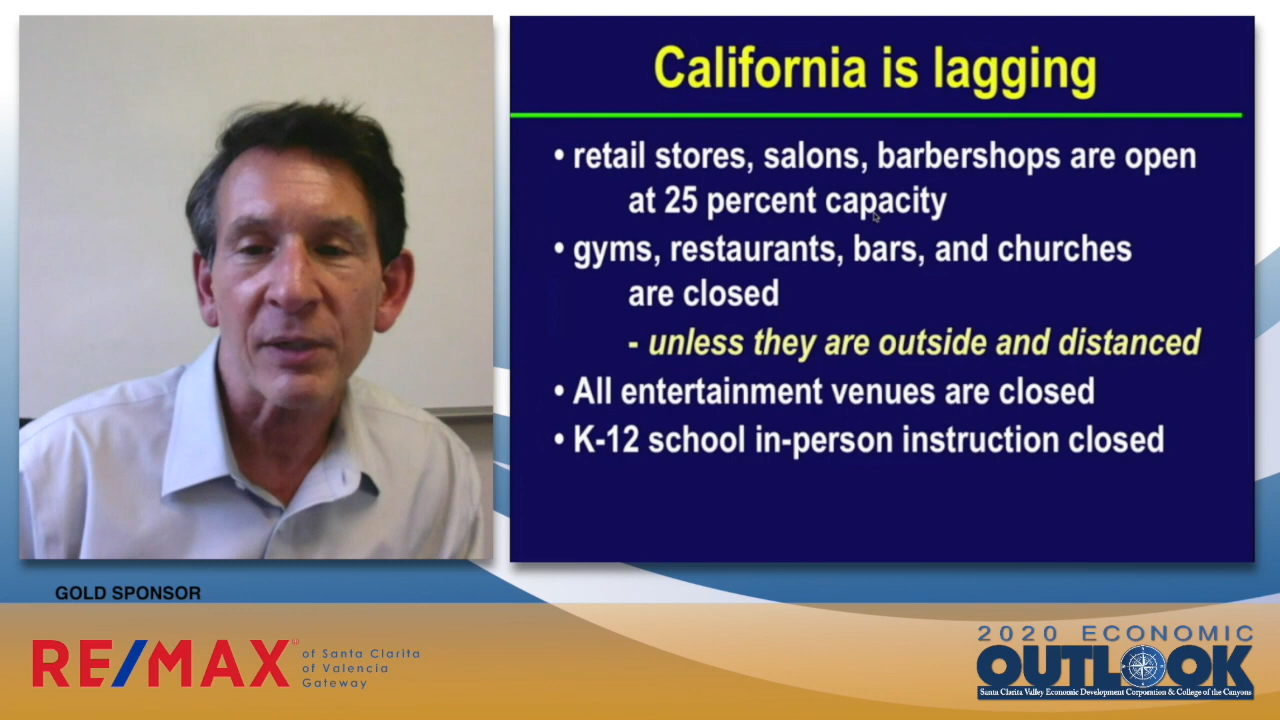 California is lagging
• retail stores, salons, barbershops are open
at 25 percent capacity
• gyms, restaurants, bars, and churches
are closed
- unless they are outside and distanced
• All entertainment venues are closed
• K-12 school in-person instruction closed
GOLD SPONSOR
RE/MAX®
of Santa Clarita
of Valencia
Gateway
2020 ECONOMIC
OUTLOOK
Santa Clarita Valley Economic Development Corporation & College of the Canyons